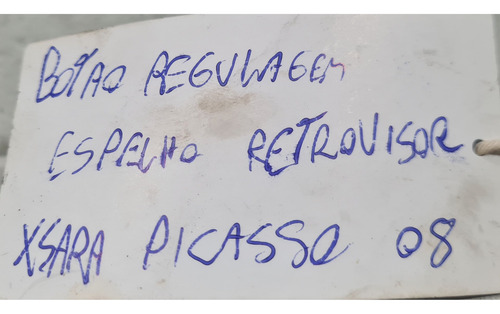 BOTÃO REGULAGEM
ESPELHO RETROVISOR
XSARA PICASSO 08